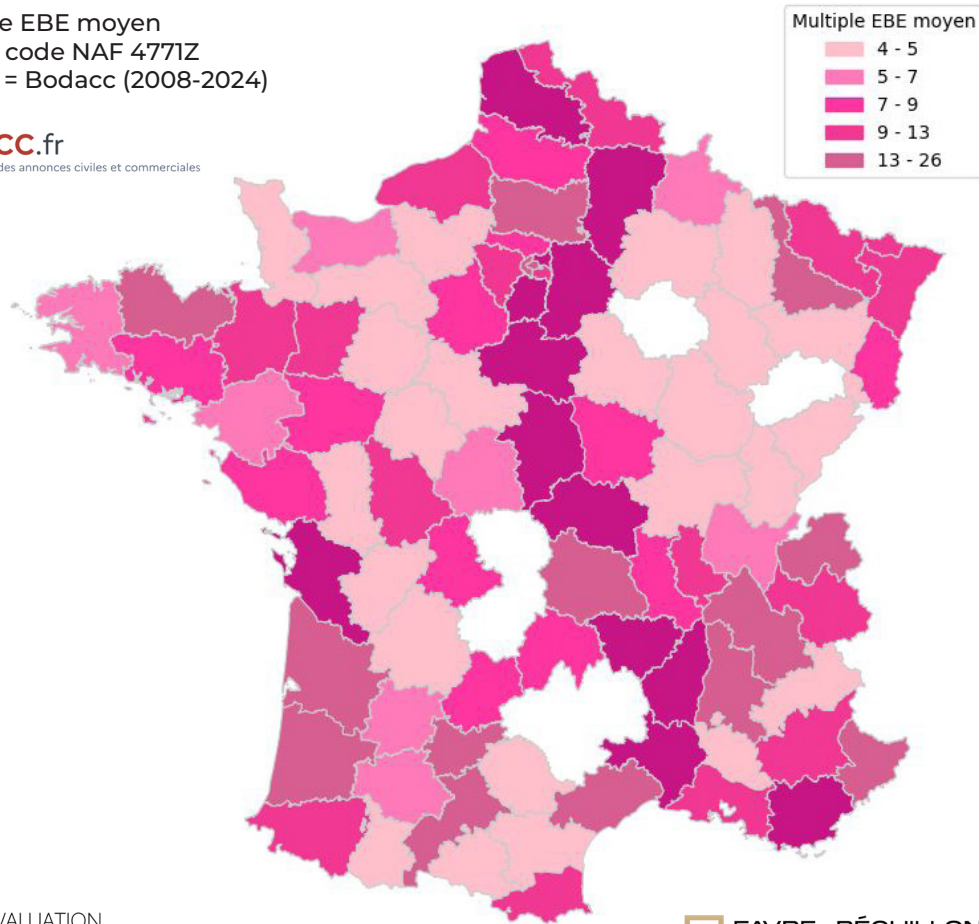 e EBE moyen
code NAF 4771Z
= Bodacc (2008-2024)
CC.fr
des annonces civiles et commerciales
Multiple EBE moyen
4 - 5
5 - 7
7 - 9
9 - 13
13 - 26